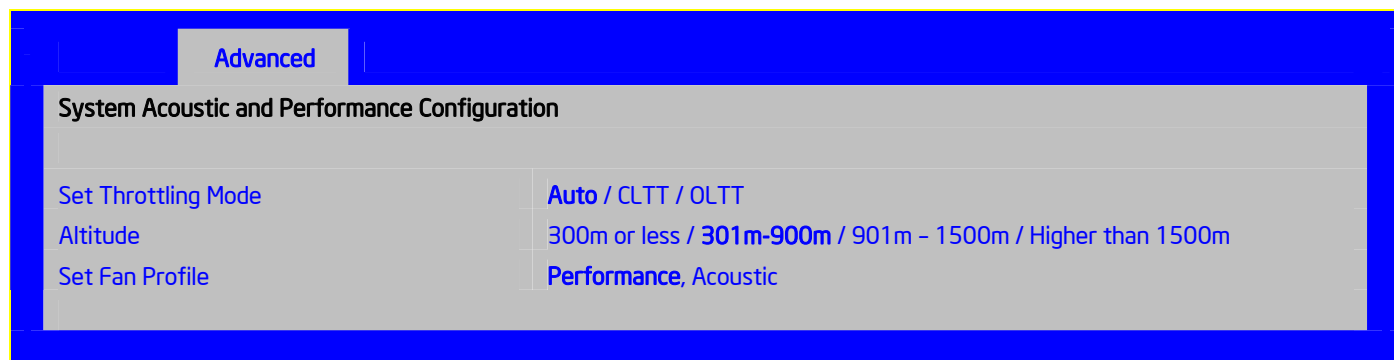 Advanced
System Acoustic and Performance Configuration
Set Throttling Mode Auto / CLTT / OLTT
Altitude 300m or less / 301m-900m / 901m – 1500m / Higher than 1500m
Set Fan Profile Performance, Acoustic